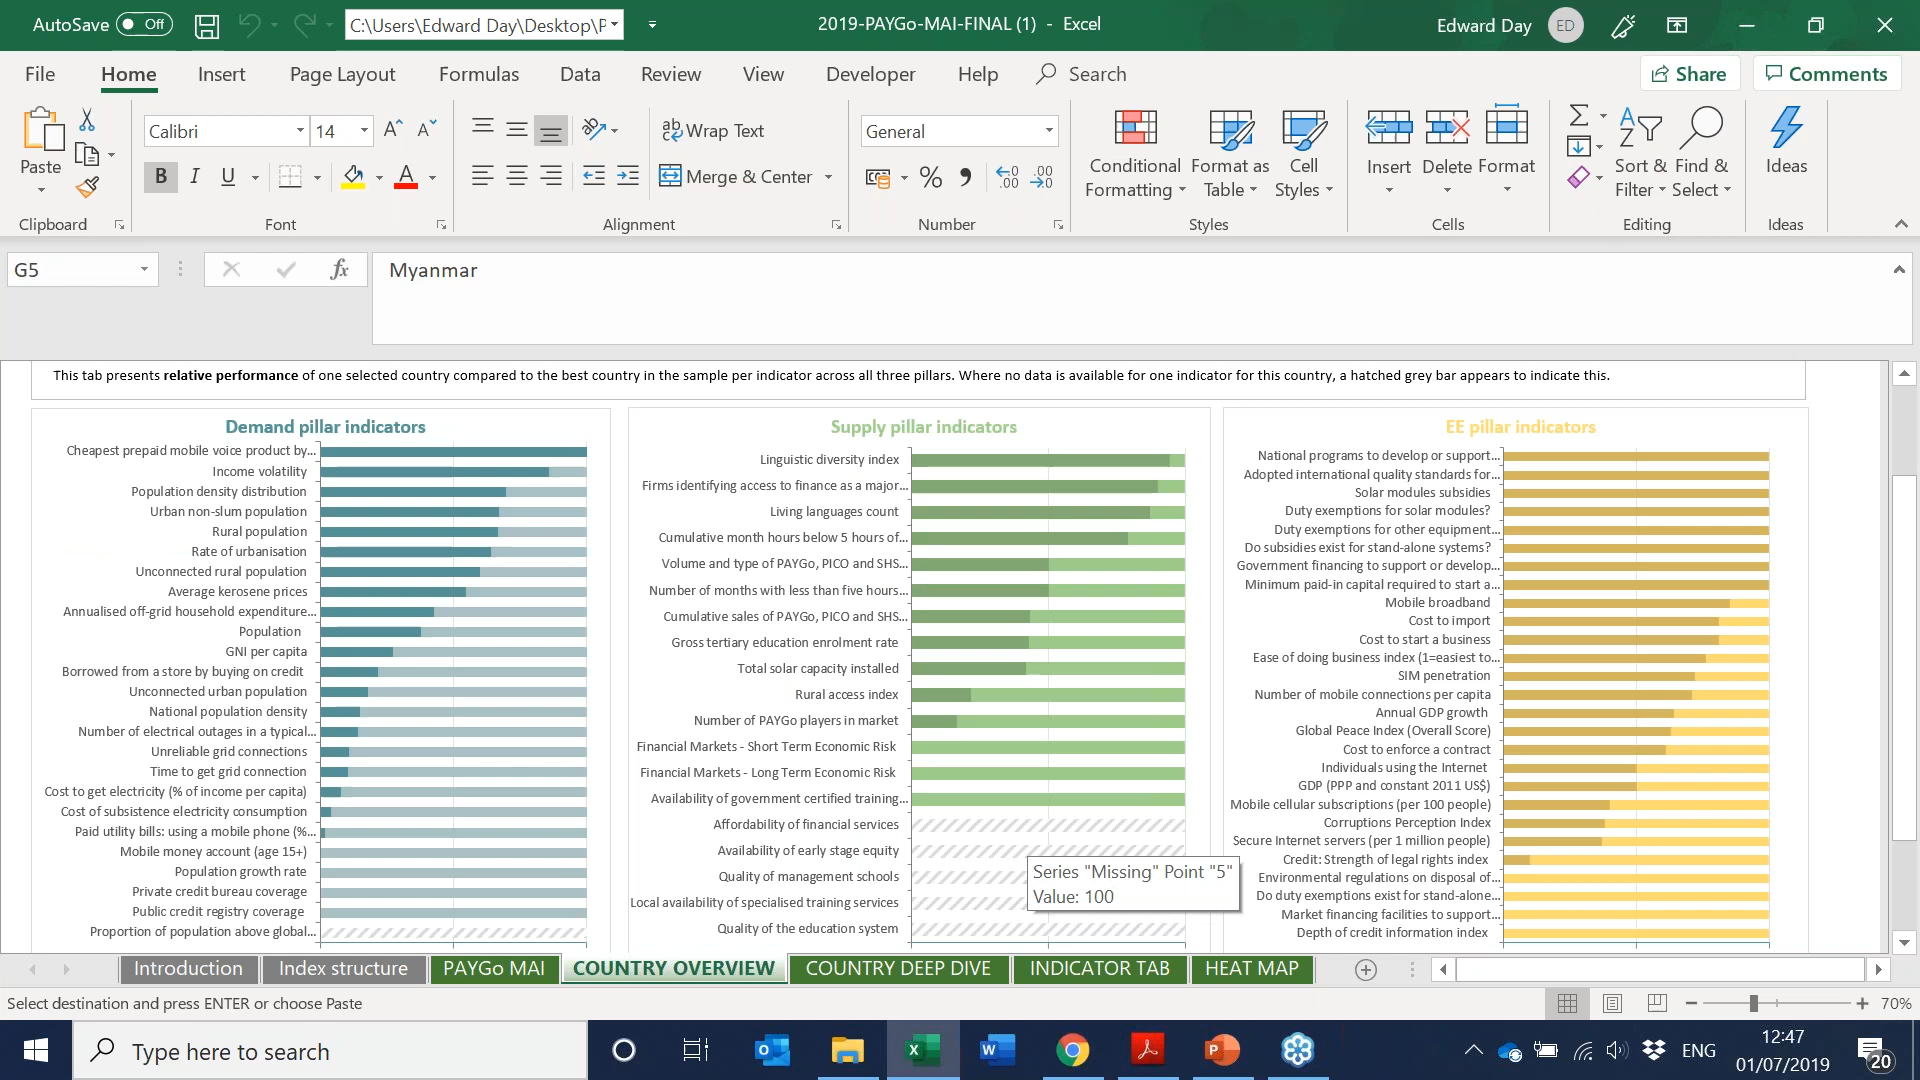 AutoSave Off C:\Users\Edward Day\Desktop\P 2019-PAYGo-MAI-FINAL (1) - Excel Edward Day ED
File Home Insert Page Layout Formulas Data Review View Developer Help Search Share Comments
Calibri 14 Wrap Text General
Paste B I U Merge & Center % Conditional Formatting Format as Table Cell Styles Insert Delete Format Sort & Filter Find & Select Ideas
Clipboard Font Alignment Number Styles Cells Editing Ideas
G5 fx Myanmar
This tab presents relative performance of one selected country compared to the best country in the sample per indicator across all three pillars. Where no data is available for one indicator for this country, a hatched grey bar appears to indicate this.
Demand pillar indicators
Cheapest prepaid mobile voice product by...
Income volatility
Population density distribution
Urban non-slum population
Rural population
Rate of urbanisation
Unconnected rural population
Average kerosene prices
Annualised off-grid household expenditure...
Population
GNI per capita
Borrowed from a store by buying on credit
Unconnected urban population
National population density
Number of electrical outages in a typical...
Unreliable grid connections
Time to get grid connection
Cost to get electricity (% of income per capita)
Cost of subsistence electricity consumption
Paid utility bills: using a mobile phone (%...
Mobile money account (age 15+)
Population growth rate
Private credit bureau coverage
Public credit registry coverage
Proportion of population above global...
Supply pillar indicators
Linguistic diversity index
Firms identifying access to finance as a major...
Living languages count
Cumulative month hours below 5 hours of...
Volume and type of PAYGo, PICO and SHS...
Number of months with less than five hours...
Cumulative sales of PAYGo, PICO and SHS...
Gross tertiary education enrolment rate
Total solar capacity installed
Rural access index
Number of PAYGo players in market
Financial Markets - Short Term Economic Risk
Financial Markets - Long Term Economic Risk
Availability of government certified training...
Affordability of financial services
Availability of early stage equity
Quality of management schools
Local availability of specialised training services
Quality of the education system
Series "Missing" Point "5"
Value: 100
EE pillar indicators
National programs to develop or support...
Adopted international quality standards for...
Solar modules subsidies
Duty exemptions for solar modules?
Duty exemptions for other equipment...
Do subsidies exist for stand-alone systems?
Government financing to support or develop...
Minimum paid-in capital required to start a...
Mobile broadband
Cost to import
Cost to start a business
Ease of doing business index (1=easiest to...
SIM penetration
Number of mobile connections per capita
Annual GDP growth
Global Peace Index (Overall Score)
Cost to enforce a contract
Individuals using the Internet
GDP (PPP and constant 2011 US$)
Mobile cellular subscriptions (per 100 people)
Corruptions Perception Index
Secure Internet servers (per 1 million people)
Credit: Strength of legal rights index
Environmental regulations on disposal of...
Do duty exemptions exist for stand-alone...
Market financing facilities to support...
Depth of credit information index
Introduction Index structure PAYGo MAI COUNTRY OVERVIEW COUNTRY DEEP DIVE INDICATOR TAB HEAT MAP
Select destination and press ENTER or choose Paste 70%
Type here to search ENG 12:47
01/07/2019 20